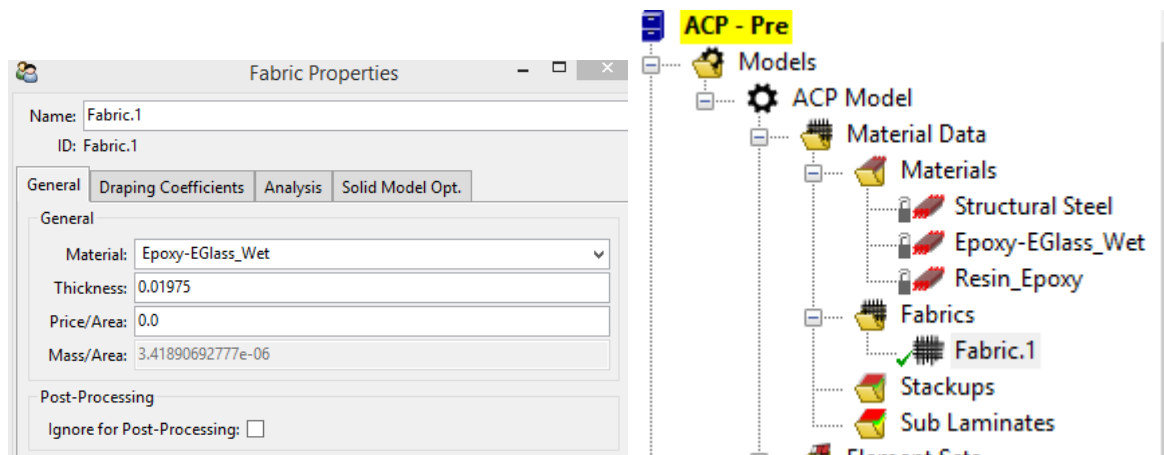 Fabric Properties
Name: Fabric.1
ID: Fabric.1
General Draping Coefficients Analysis Solid Model Opt.
General
Material: Epoxy-EGlass_Wet
Thickness: 0.01975
Price/Area: 0.0
Mass/Area: 3.41890692777e-06
Post-Processing
Ignore for Post-Processing:
ACP - Pre
Models
ACP Model
Material Data
Materials
Structural Steel
Epoxy-EGlass_Wet
Resin_Epoxy
Fabrics
Fabric.1
Stackups
Sub Laminates